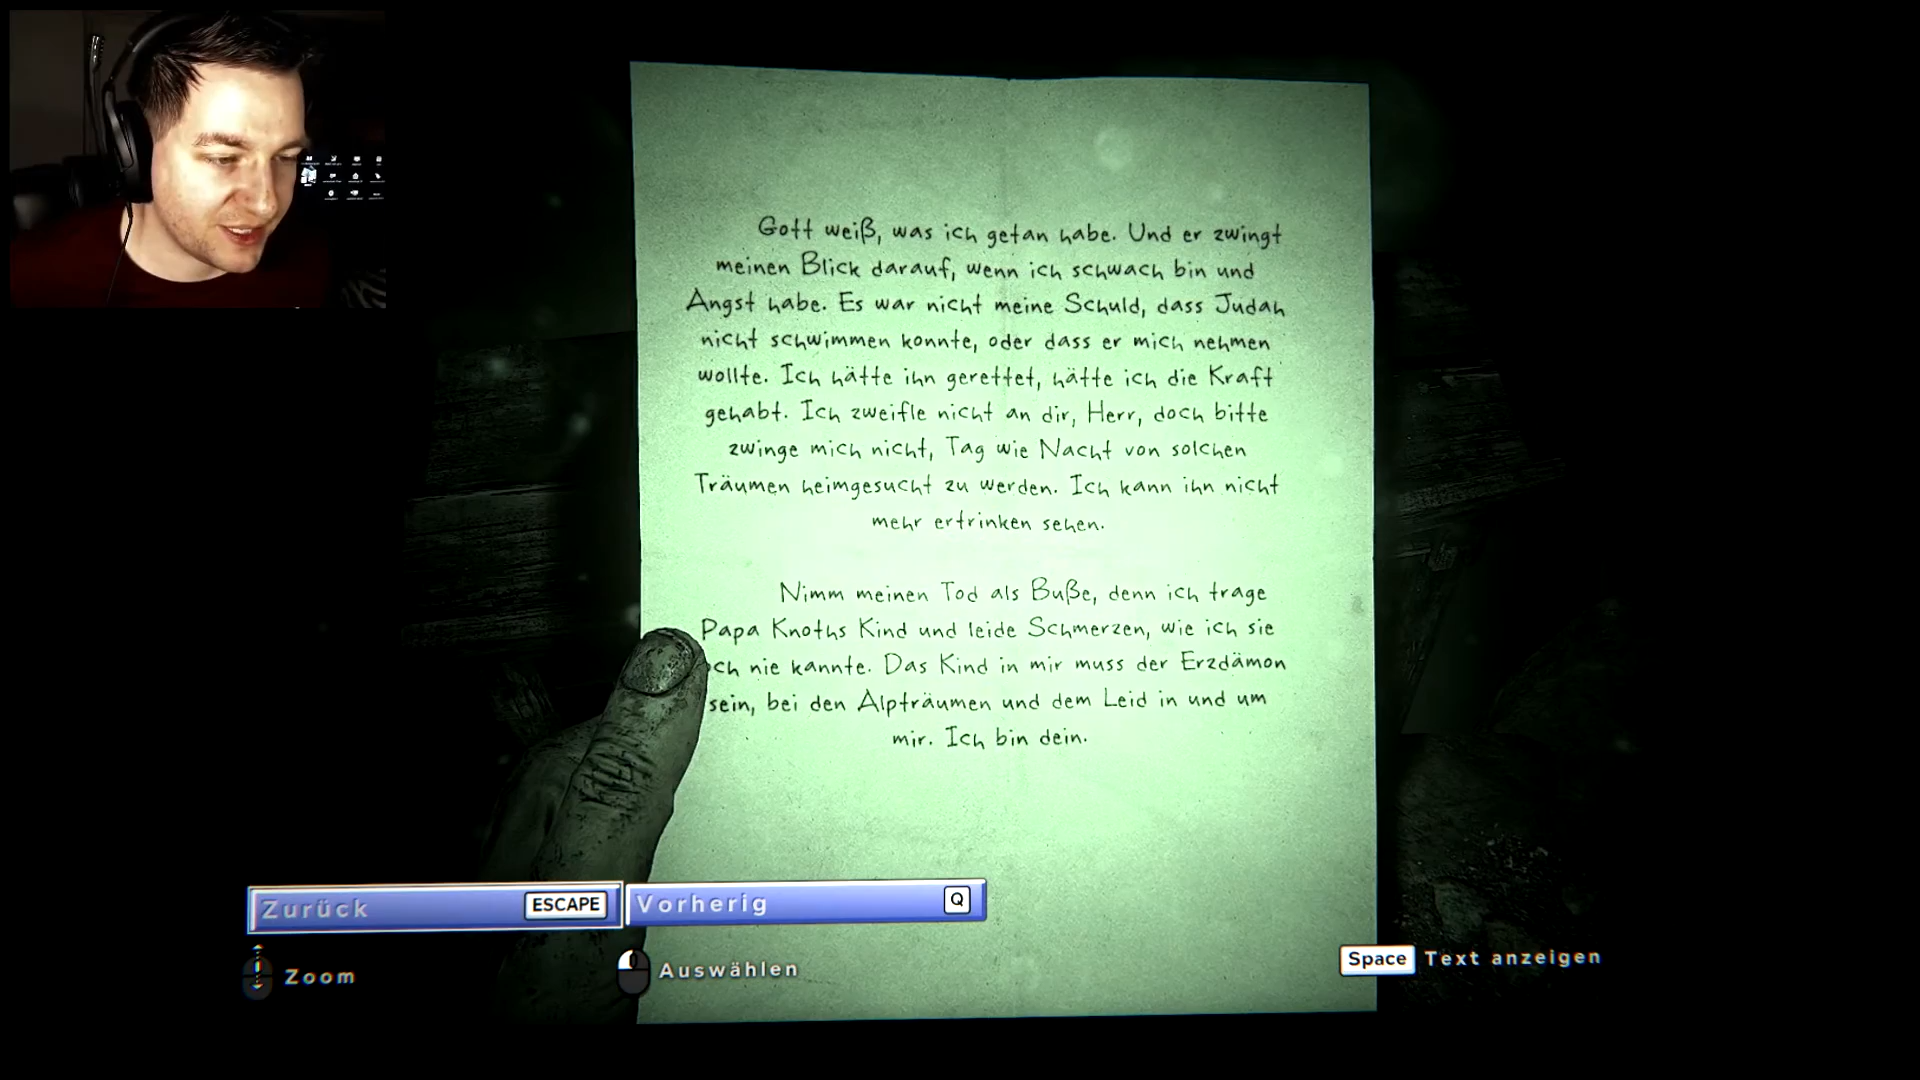 Gott weiß, was ich getan habe. Und er zwingt
meinen Blick darauf, wenn ich schwach bin und
Angst habe. Es war nicht meine Schuld, dass Judah
nicht schwimmen konnte, oder dass er mich nehmen
wollte. Ich hätte ihn gerettet, hätte ich die Kraft
gehabt. Ich zweifle nicht an dir, Herr, doch bitte
zwinge mich nicht, Tag wie Nacht von solchen
Träumen heimgesucht zu werden. Ich kann ihn nicht
mehr ertrinken sehen.
Nimm meinen Tod als Buße, denn ich trage
Papa Knoths Kind und leide Schmerzen, wie ich sie
nie kannte. Das Kind in mir muss der Erzdämon
sein, bei den Alpträumen und dem Leid in und um
mir. Ich bin dein.
Zurück ESCAPE Vorherig Q
Zoom Auswählen Space Text anzeigen